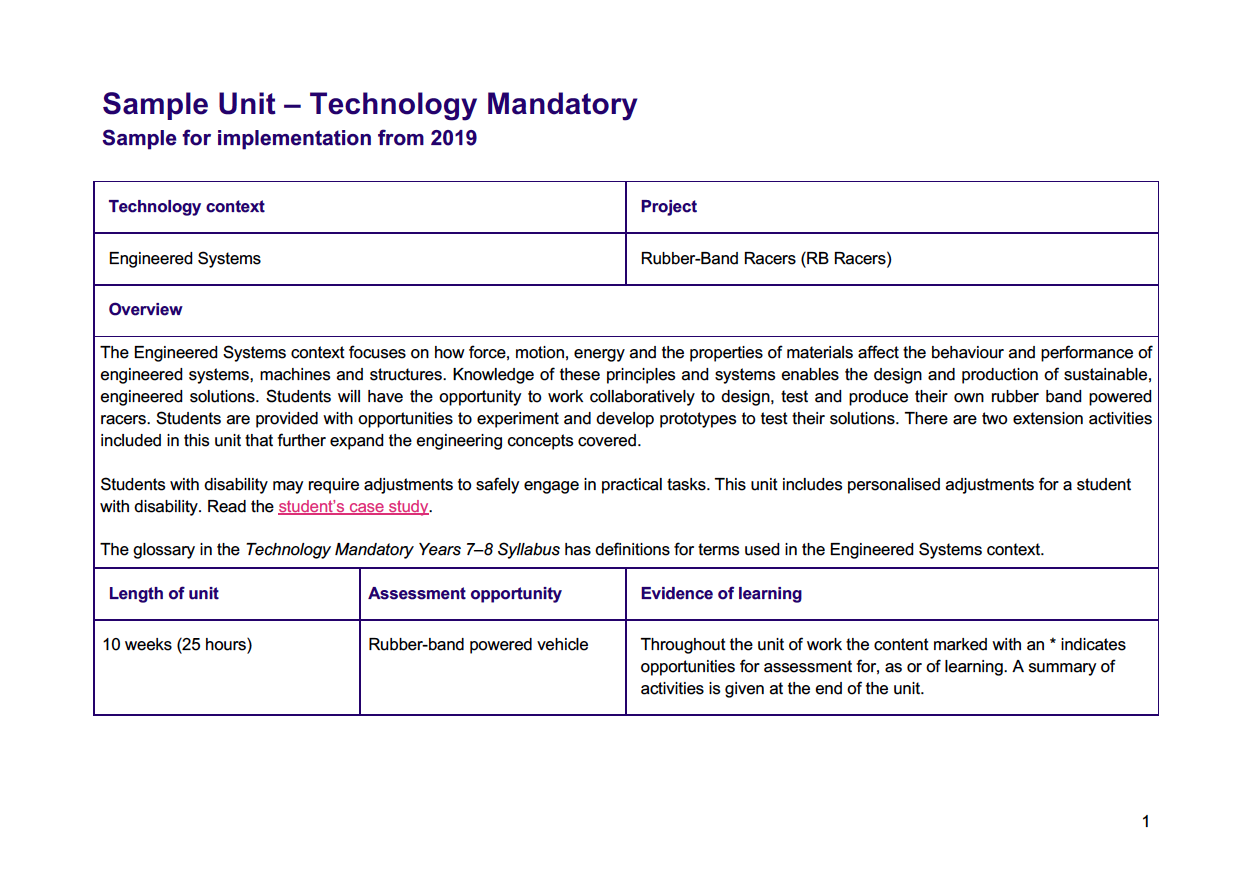 Sample Unit – Technology Mandatory
Sample for implementation from 2019
Technology context
Project
Engineered Systems
Rubber-Band Racers (RB Racers)
Overview
The Engineered Systems context focuses on how force, motion, energy and the properties of materials affect the behaviour and performance of
engineered systems, machines and structures. Knowledge of these principles and systems enables the design and production of sustainable,
engineered solutions. Students will have the opportunity to work collaboratively to design, test and produce their own rubber band powered
racers. Students are provided with opportunities to experiment and develop prototypes to test their solutions. There are two extension activities
included in this unit that further expand the engineering concepts covered.
Students with disability may require adjustments to safely engage in practical tasks. This unit includes personalised adjustments for a student
with disability. Read the student’s case study.
The glossary in the Technology Mandatory Years 7–8 Syllabus has definitions for terms used in the Engineered Systems context.
Length of unit
Assessment opportunity
Evidence of learning
10 weeks (25 hours)
Rubber-band powered vehicle
Throughout the unit of work the content marked with an * indicates
opportunities for assessment for, as or of learning. A summary of
activities is given at the end of the unit.
1